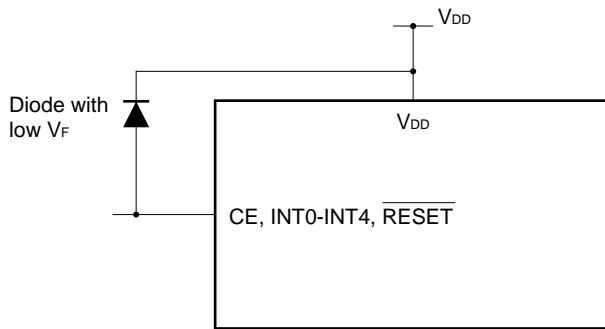 VDD
Diode with
low VF
VDD
CE, INT0-INT4, RESET